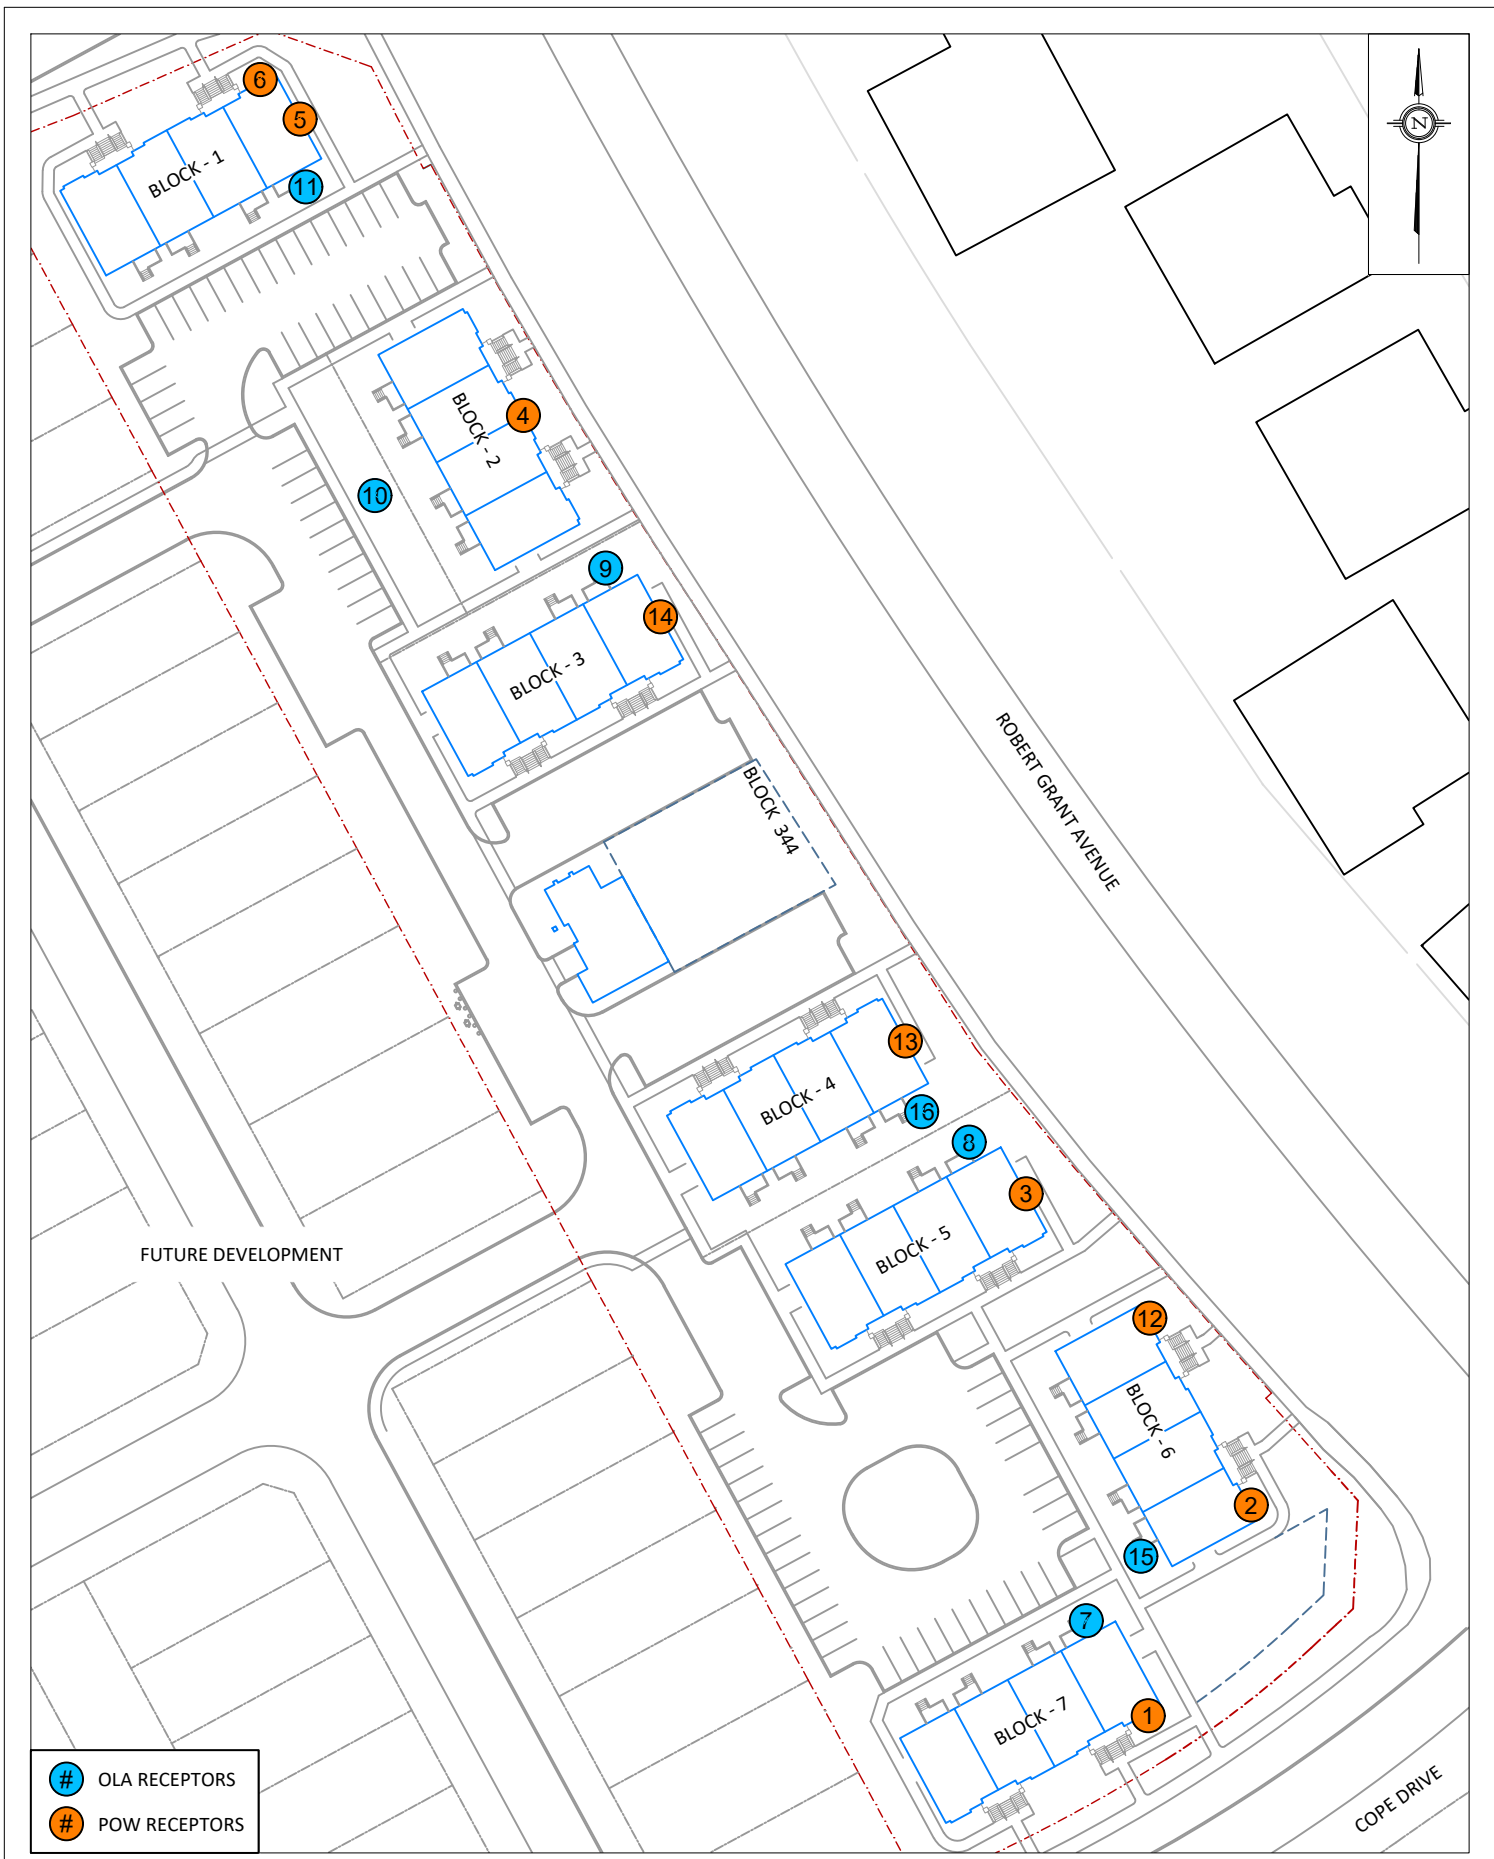 6
5
BLOCK - 1
11
N
4
BLOCK - 2
10
9
14
BLOCK - 3
BLOCK 344
ROBERT GRANT AVENUE
13
BLOCK - 4
16
8
3
BLOCK - 5
FUTURE DEVELOPMENT
12
BLOCK - 6
2
15
7
1
BLOCK - 7
# OLA RECEPTORS
# POW RECEPTORS
COPE DRIVE